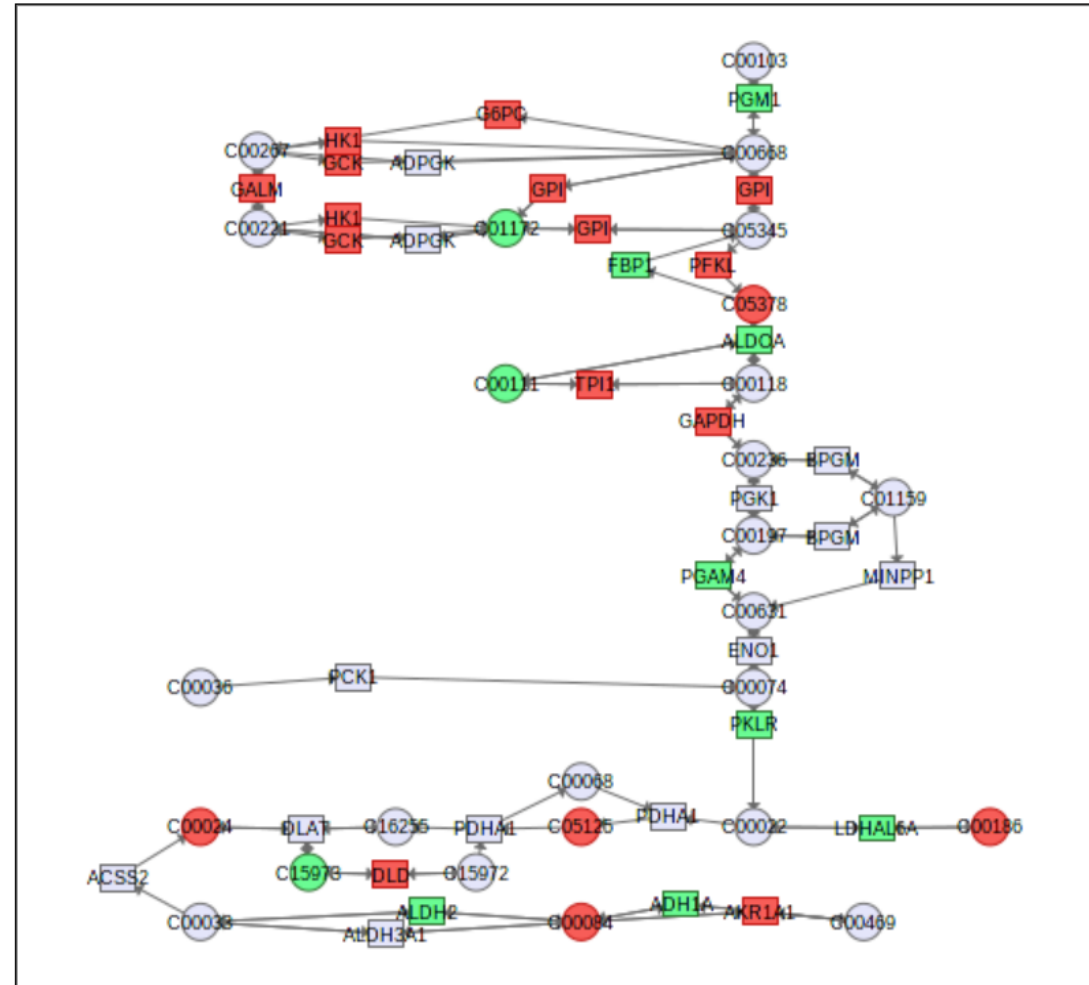 C00103
PGM1
G6PC
C00267
HK1
GCK
ADPGK
C00668
GALM
GPI
GPI
C00221
HK1
GCK
ADPGK
C01172
GPI
C05345
FBP1
PFKL
C05378
ALDOA
C00111
TPI1
C00118
GAPDH
C00236
BPGM
PGK1
C01159
C00197
BPGM
PGAM4
MINPP1
C00631
ENO1
C00036
PCK1
C00074
PKLR
C00068
C00024
DLAT
C16255
PDHA1
C05125
PDHA1
C00022
LDHAL6A
C00186
ACSS2
C15973
DLD
C15972
C00033
ALDH2
ALDH3A1
C00084
ADH1A
AKR1A1
C00469